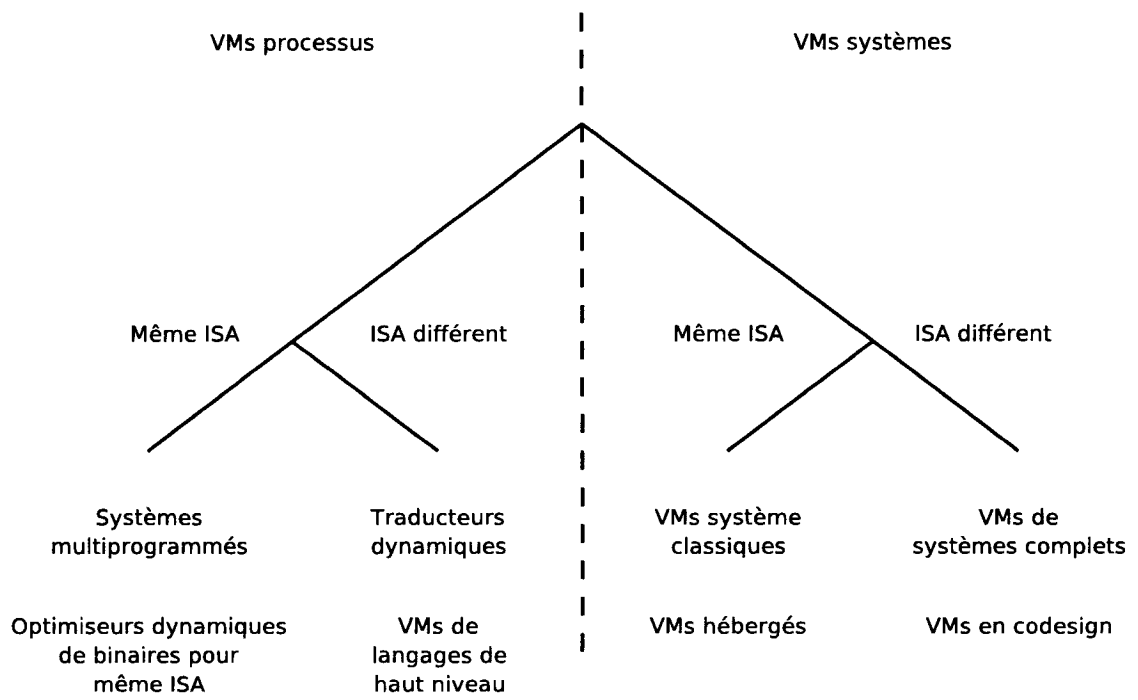 VMs processus
VMs systèmes
Même ISA
ISA différent
Même ISA
ISA différent
Systèmes
multiprogrammés
Traducteurs
dynamiques
VMs système
classiques
VMs de
systèmes complets
Optimiseurs dynamiques
de binaires pour
même ISA
VMs de
langages de
haut niveau
VMs hébergés
VMs en codesign